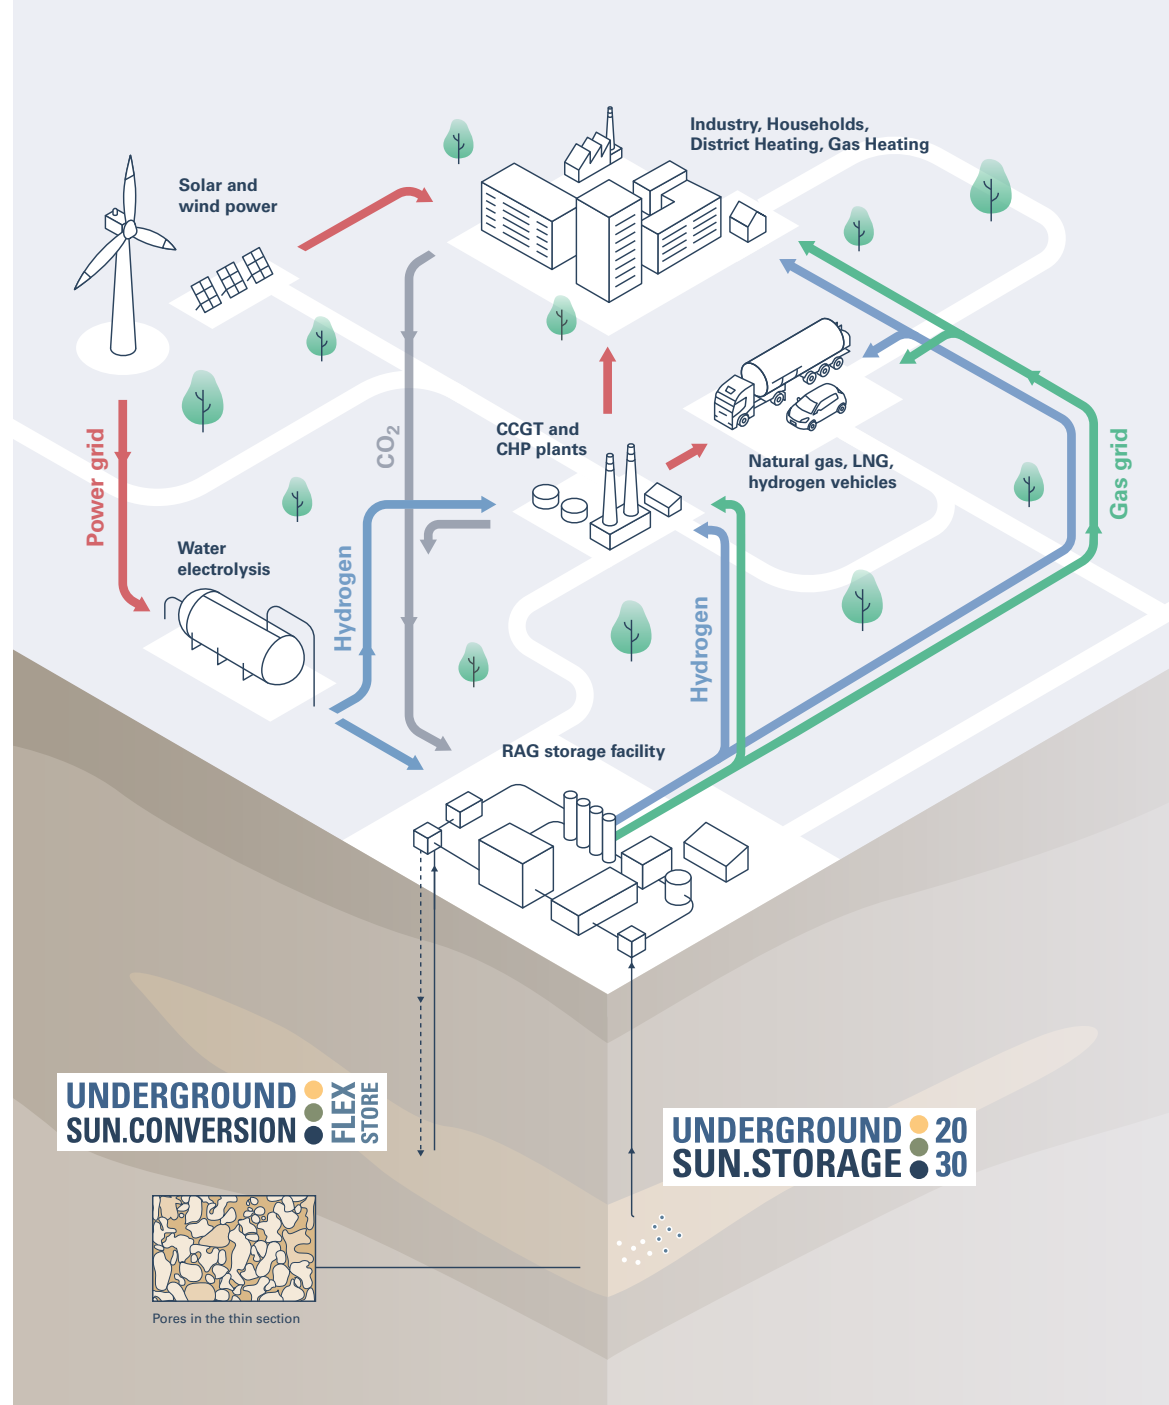 Industry, Households,
District Heating, Gas Heating
Solar and
wind power
CCGT and
CHP plants
CO2
Power grid
Natural gas, LNG,
hydrogen vehicles
Gas grid
Water
electrolysis
Hydrogen
Hydrogen
RAG storage facility
UNDERGROUND
SUN.CONVERSION
FLEX
STORE
UNDERGROUND 20
SUN.STORAGE 30
Pores in the thin section